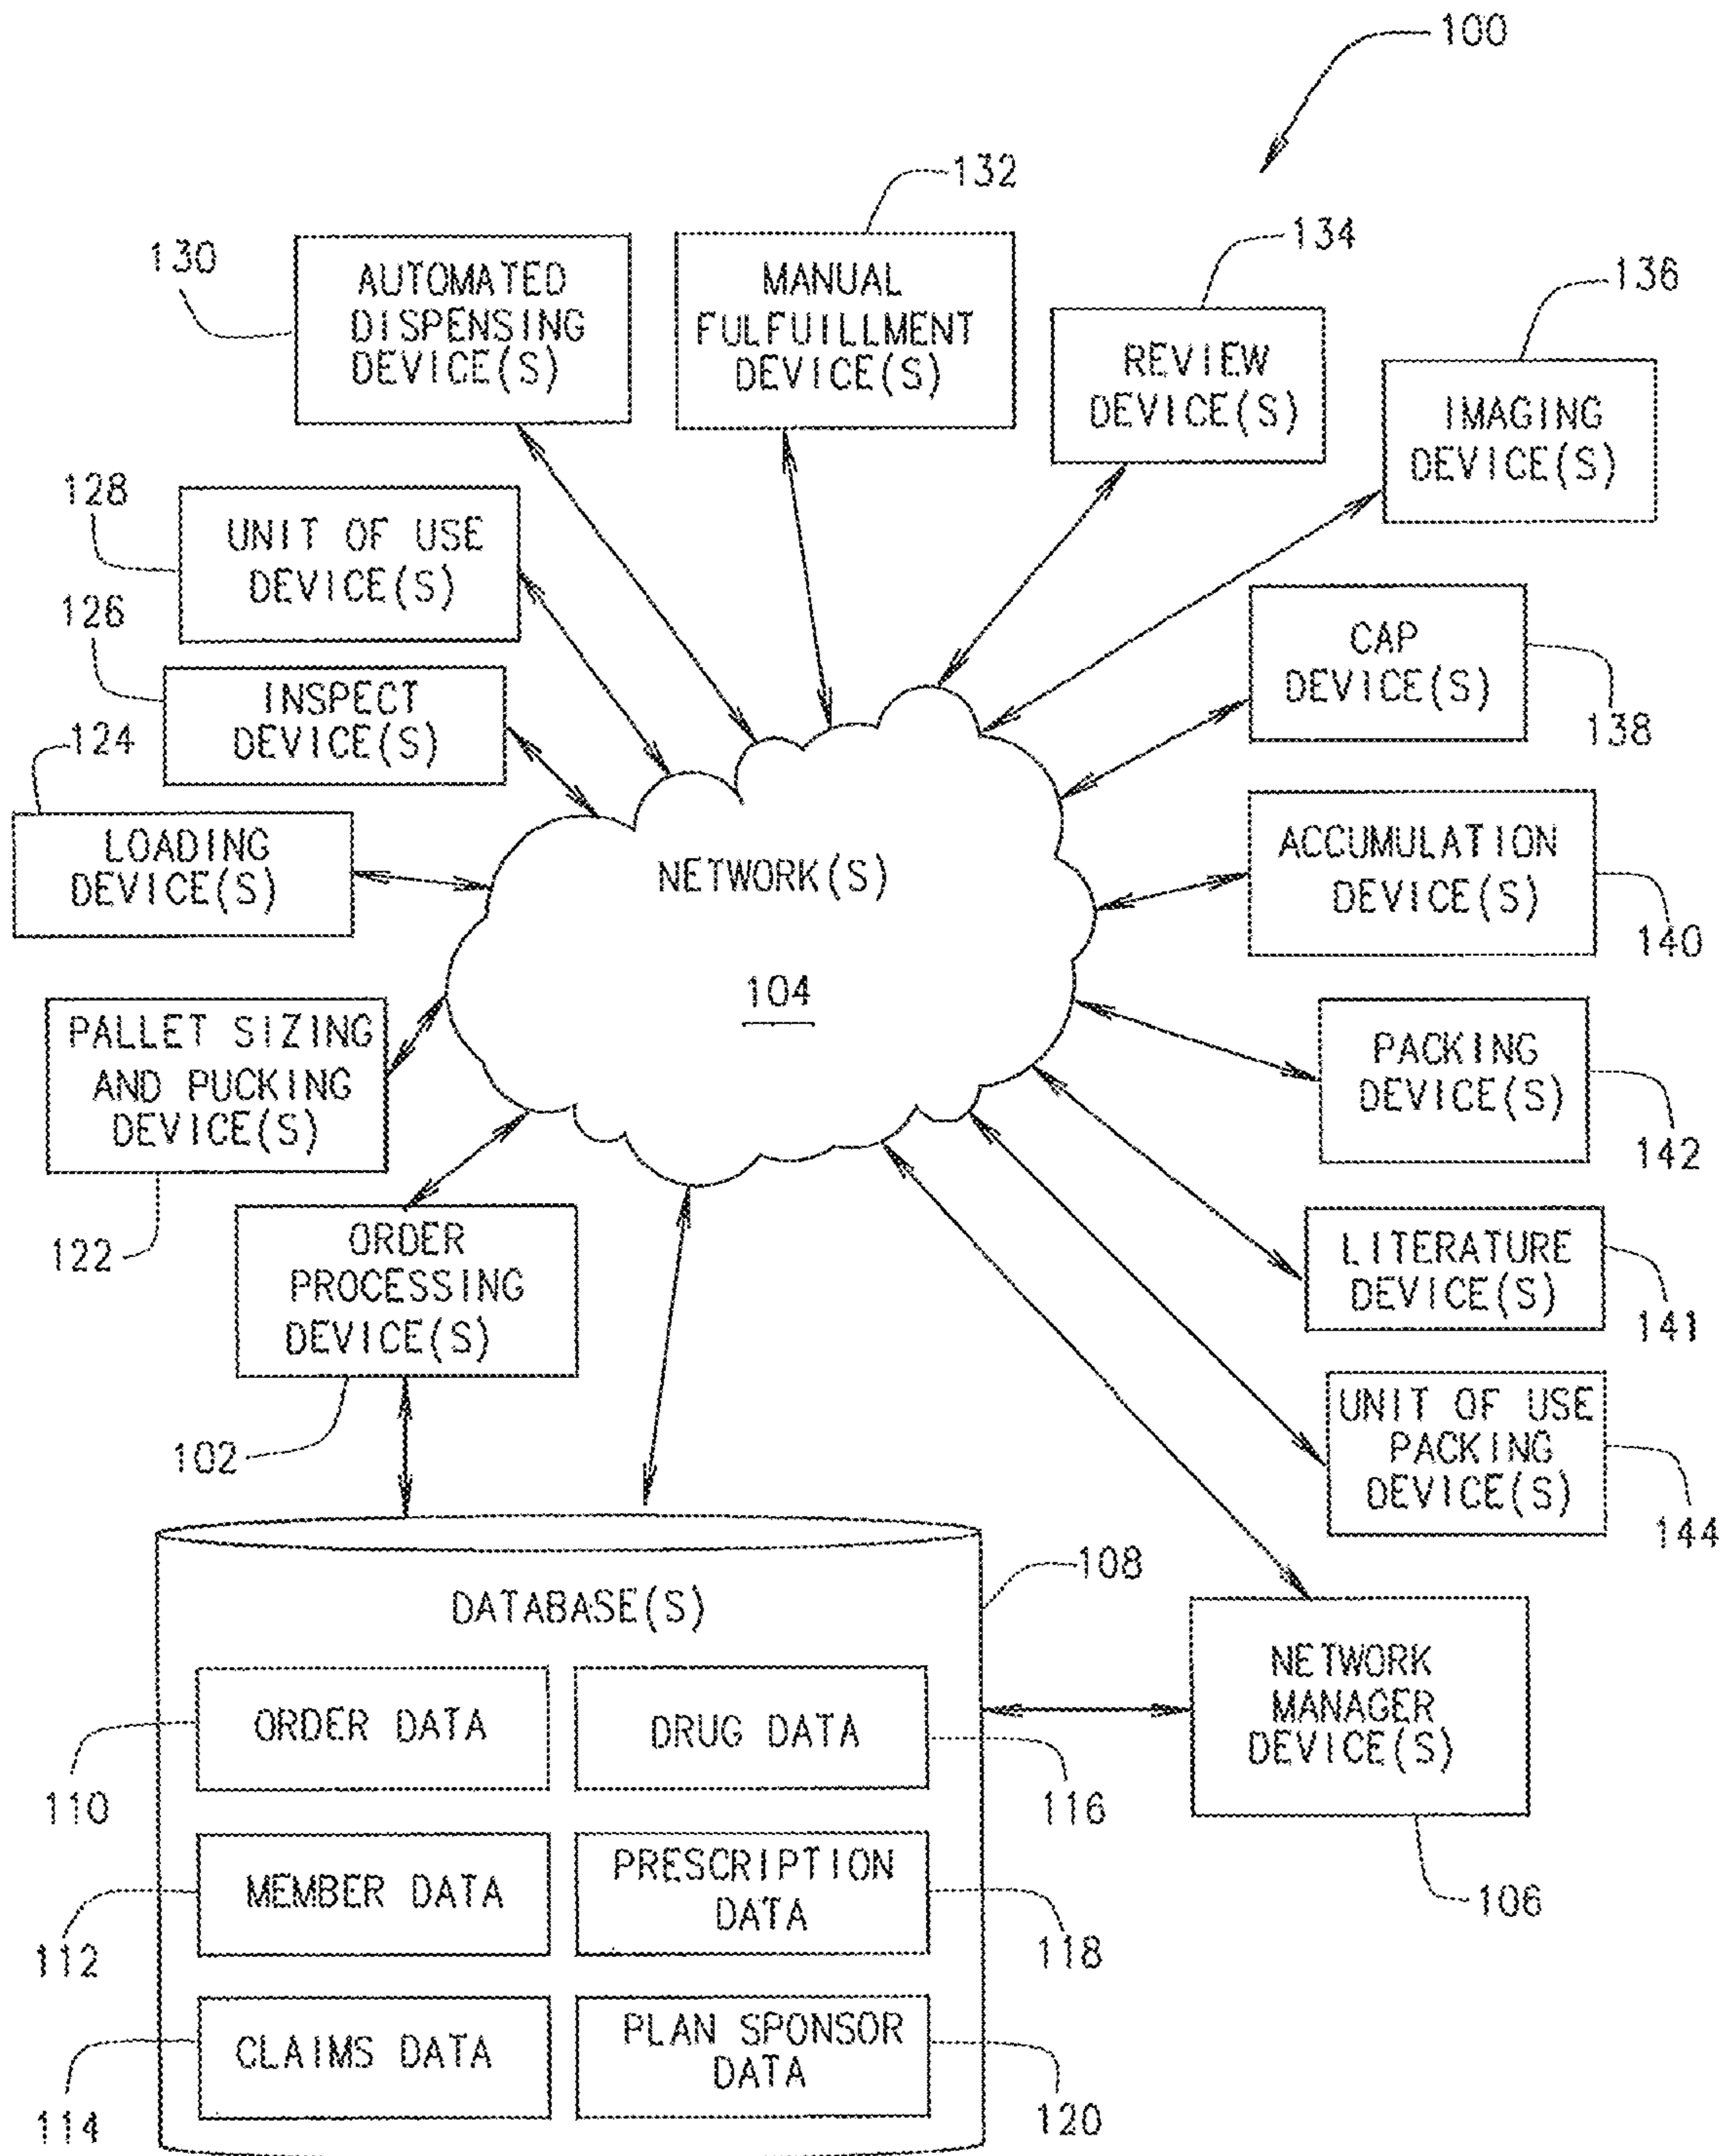 100
132
134
130
AUTOMATED
DISPENSING
DEVICE(S)
MANUAL
FULFUILLMENT
DEVICE(S)
136
REVIEW
DEVICE(S)
IMAGING
DEVICE(S)
128
UNIT OF USE
DEVICE(S)
126
CAP
DEVICE(S)
138
INSPECT
DEVICE(S)
124
LOADING
DEVICE(S)
NETWORK(S)
104
ACCUMULATION
DEVICE(S)
140
PALLET SIZING
AND PUCKING
DEVICE(S)
122
PACKING
DEVICE(S)
142
ORDER
PROCESSING
DEVICE(S)
102
LITERATURE
DEVICE(S)
141
UNIT OF USE
PACKING
DEVICE(S)
144
108
DATABASE(S)
ORDER DATA
110
DRUG DATA
116
NETWORK
MANAGER
DEVICE(S)
106
MEMBER DATA
112
PRESCRIPTION
DATA
118
CLAIMS DATA
114
PLAN SPONSOR
DATA
120